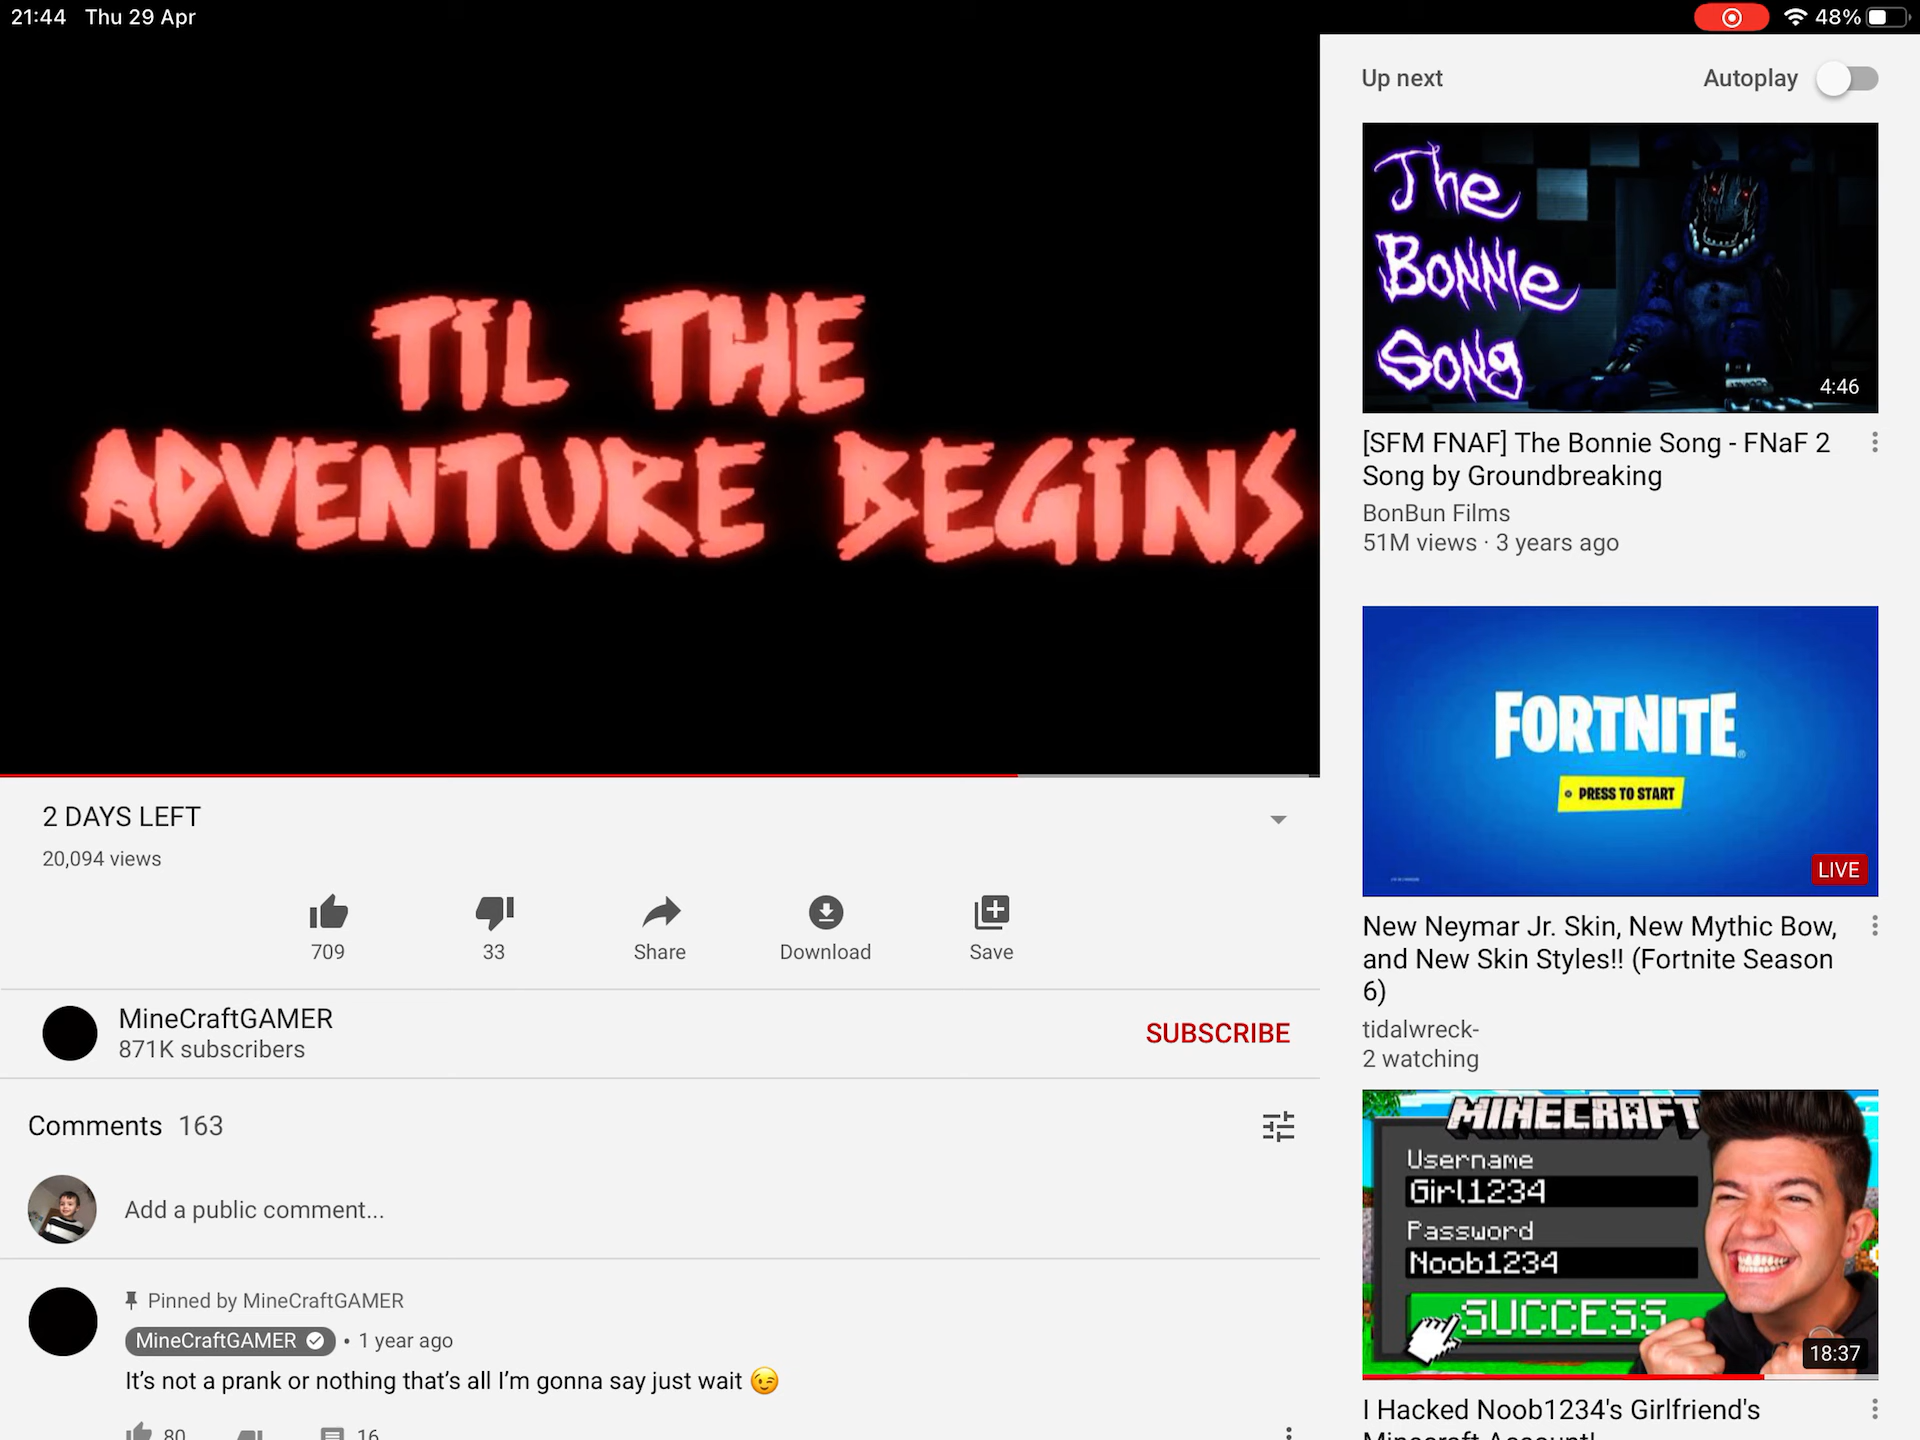 21:44 Thu 29 Apr
48%
TIL THE
ADVENTURE BEGINS
2 DAYS LEFT
20,094 views
709
33
Share
Download
Save
MineCraftGAMER
871K subscribers
SUBSCRIBE
Comments 163
Add a public comment...
Pinned by MineCraftGAMER
MineCraftGAMER • 1 year ago
It's not a prank or nothing that's all I'm gonna say just wait 😉
80
16
Up next
Autoplay
The
Bonnie
Song
4:46
[SFM FNAF] The Bonnie Song - FNaF 2
Song by Groundbreaking
BonBun Films
51M views · 3 years ago
FORTNITE
PRESS TO START
LIVE
New Neymar Jr. Skin, New Mythic Bow,
and New Skin Styles!! (Fortnite Season
6)
tidalwreck-
2 watching
MINECRAFT
Username
Girl1234
Password
Noob1234
SUCCESS
18:37
I Hacked Noob1234's Girlfriend's
Minecraft Account!